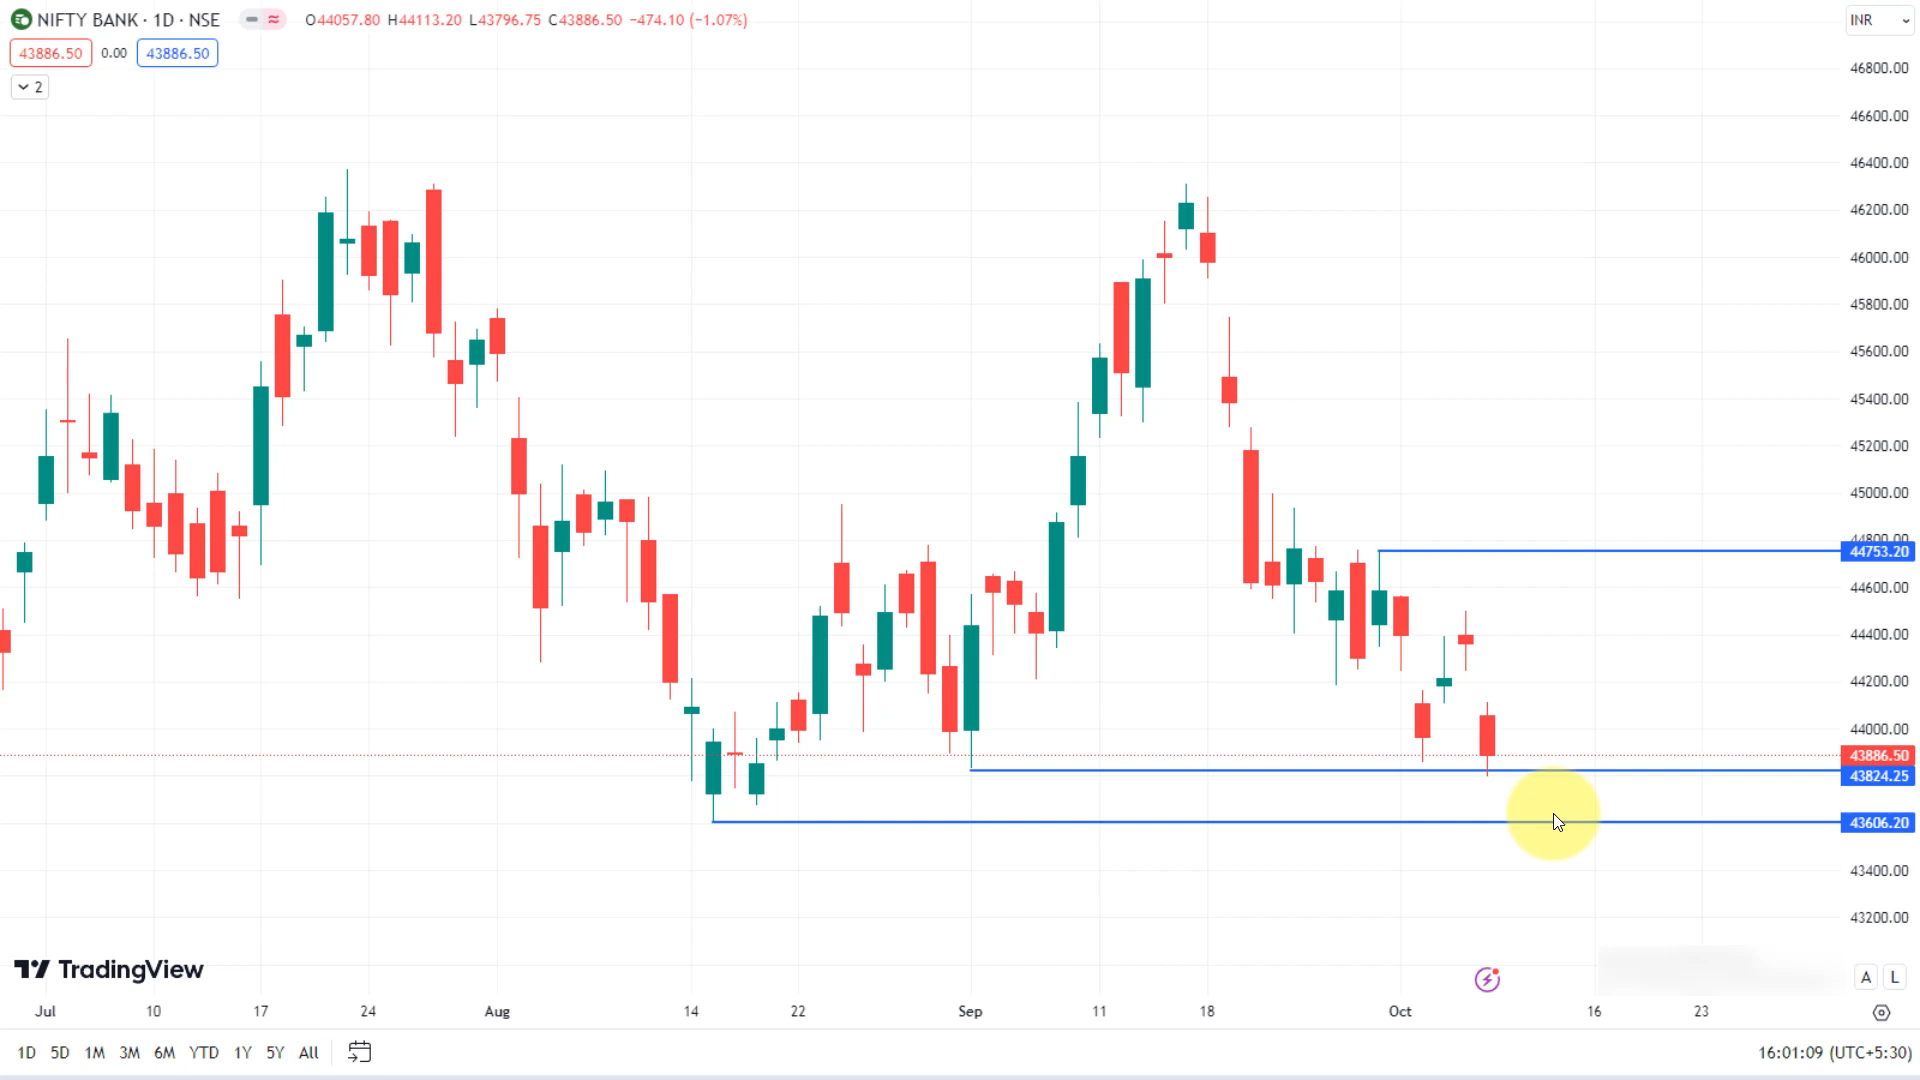 NIFTY BANK · 1D · NSE O44057.80 H44113.20 L43796.75 C43886.50 −474.10 (−1.07%)
INR
43886.50 0.00 43886.50
2
46800.00
46600.00
46400.00
46200.00
46000.00
45800.00
45600.00
45400.00
45200.00
45000.00
44800.00
44753.20
44600.00
44400.00
44200.00
44000.00
43886.50
43824.25
43606.20
43400.00
43200.00
TradingView
A L
Jul 10 17 24 Aug 14 22 Sep 11 18 Oct 16 23
1D 5D 1M 3M 6M YTD 1Y 5Y All
16:01:09 (UTC+5:30)